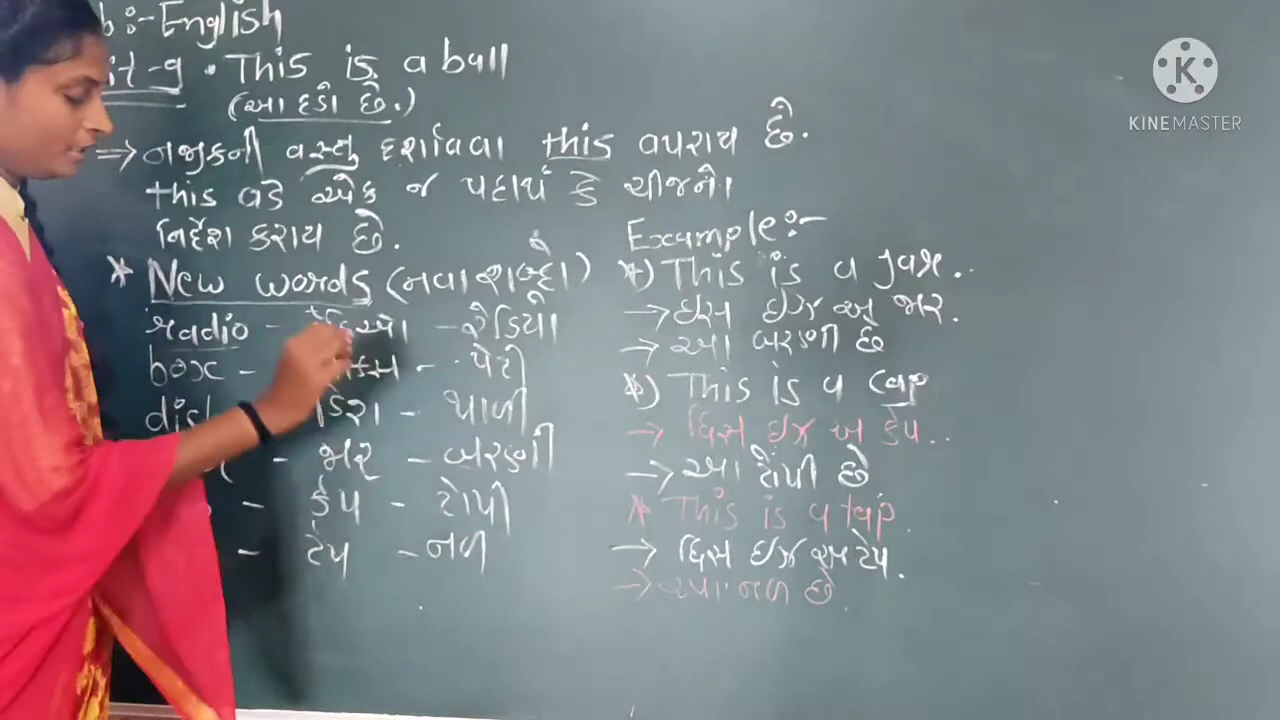 b :- English
it - 9 • This is a ball
(આ દડો છે.)
⇒ નજીકની વસ્તુ દર્શાવવા this વપરાય છે.
this વડે એક જ પદાર્થ કે ચીજનો
નિર્દેશ કરાય છે.
* New words (નવા શબ્દો)
radio - રેડિયો - રેડિયો
box - - પેટી
ડિશ - થાળી
- જાર - બરણી
- કેપ - ટોપી
- ટેપ - નળ
Example :-
*) This is a jar.
→ ધિસ ઇઝ અ જાર.
→ આ બરણી છે
*) This is a cap
→ ધિસ ઇઝ અ કેપ..
→ આ ટોપી છે
* This is a tap.
→ ધિસ ઇઝ અ ટેપ.
→ આ નળ છે.
KINEMASTER